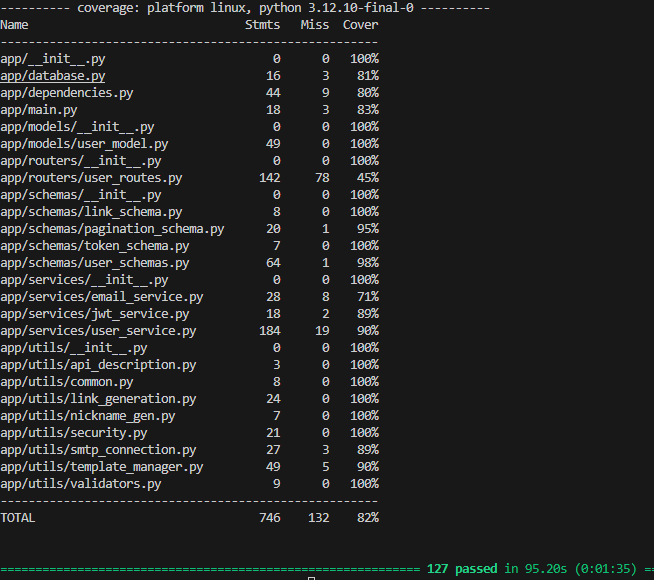 ---------- coverage: platform linux, python 3.12.10-final-0 ----------
Name                               Stmts   Miss  Cover
------------------------------------------------------
app/__init__.py                        0      0   100%
app/database.py                       16      3    81%
app/dependencies.py                   44      9    80%
app/main.py                           18      3    83%
app/models/__init__.py                 0      0   100%
app/models/user_model.py              49      0   100%
app/routers/__init__.py                0      0   100%
app/routers/user_routes.py           142     78    45%
app/schemas/__init__.py                0      0   100%
app/schemas/link_schema.py             8      0   100%
app/schemas/pagination_schema.py      20      1    95%
app/schemas/token_schema.py            7      0   100%
app/schemas/user_schemas.py           64      1    98%
app/services/__init__.py               0      0   100%
app/services/email_service.py         28      8    71%
app/services/jwt_service.py           18      2    89%
app/services/user_service.py         184     19    90%
app/utils/__init__.py                  0      0   100%
app/utils/api_description.py           3      0   100%
app/utils/common.py                    8      0   100%
app/utils/link_generation.py          24      0   100%
app/utils/nickname_gen.py              7      0   100%
app/utils/security.py                 21      0   100%
app/utils/smtp_connection.py          27      3    89%
app/utils/template_manager.py         49      5    90%
app/utils/validators.py                9      0   100%
------------------------------------------------------
TOTAL                                746    132    82%
============================================================ 127 passed in 95.20s (0:01:35) ==